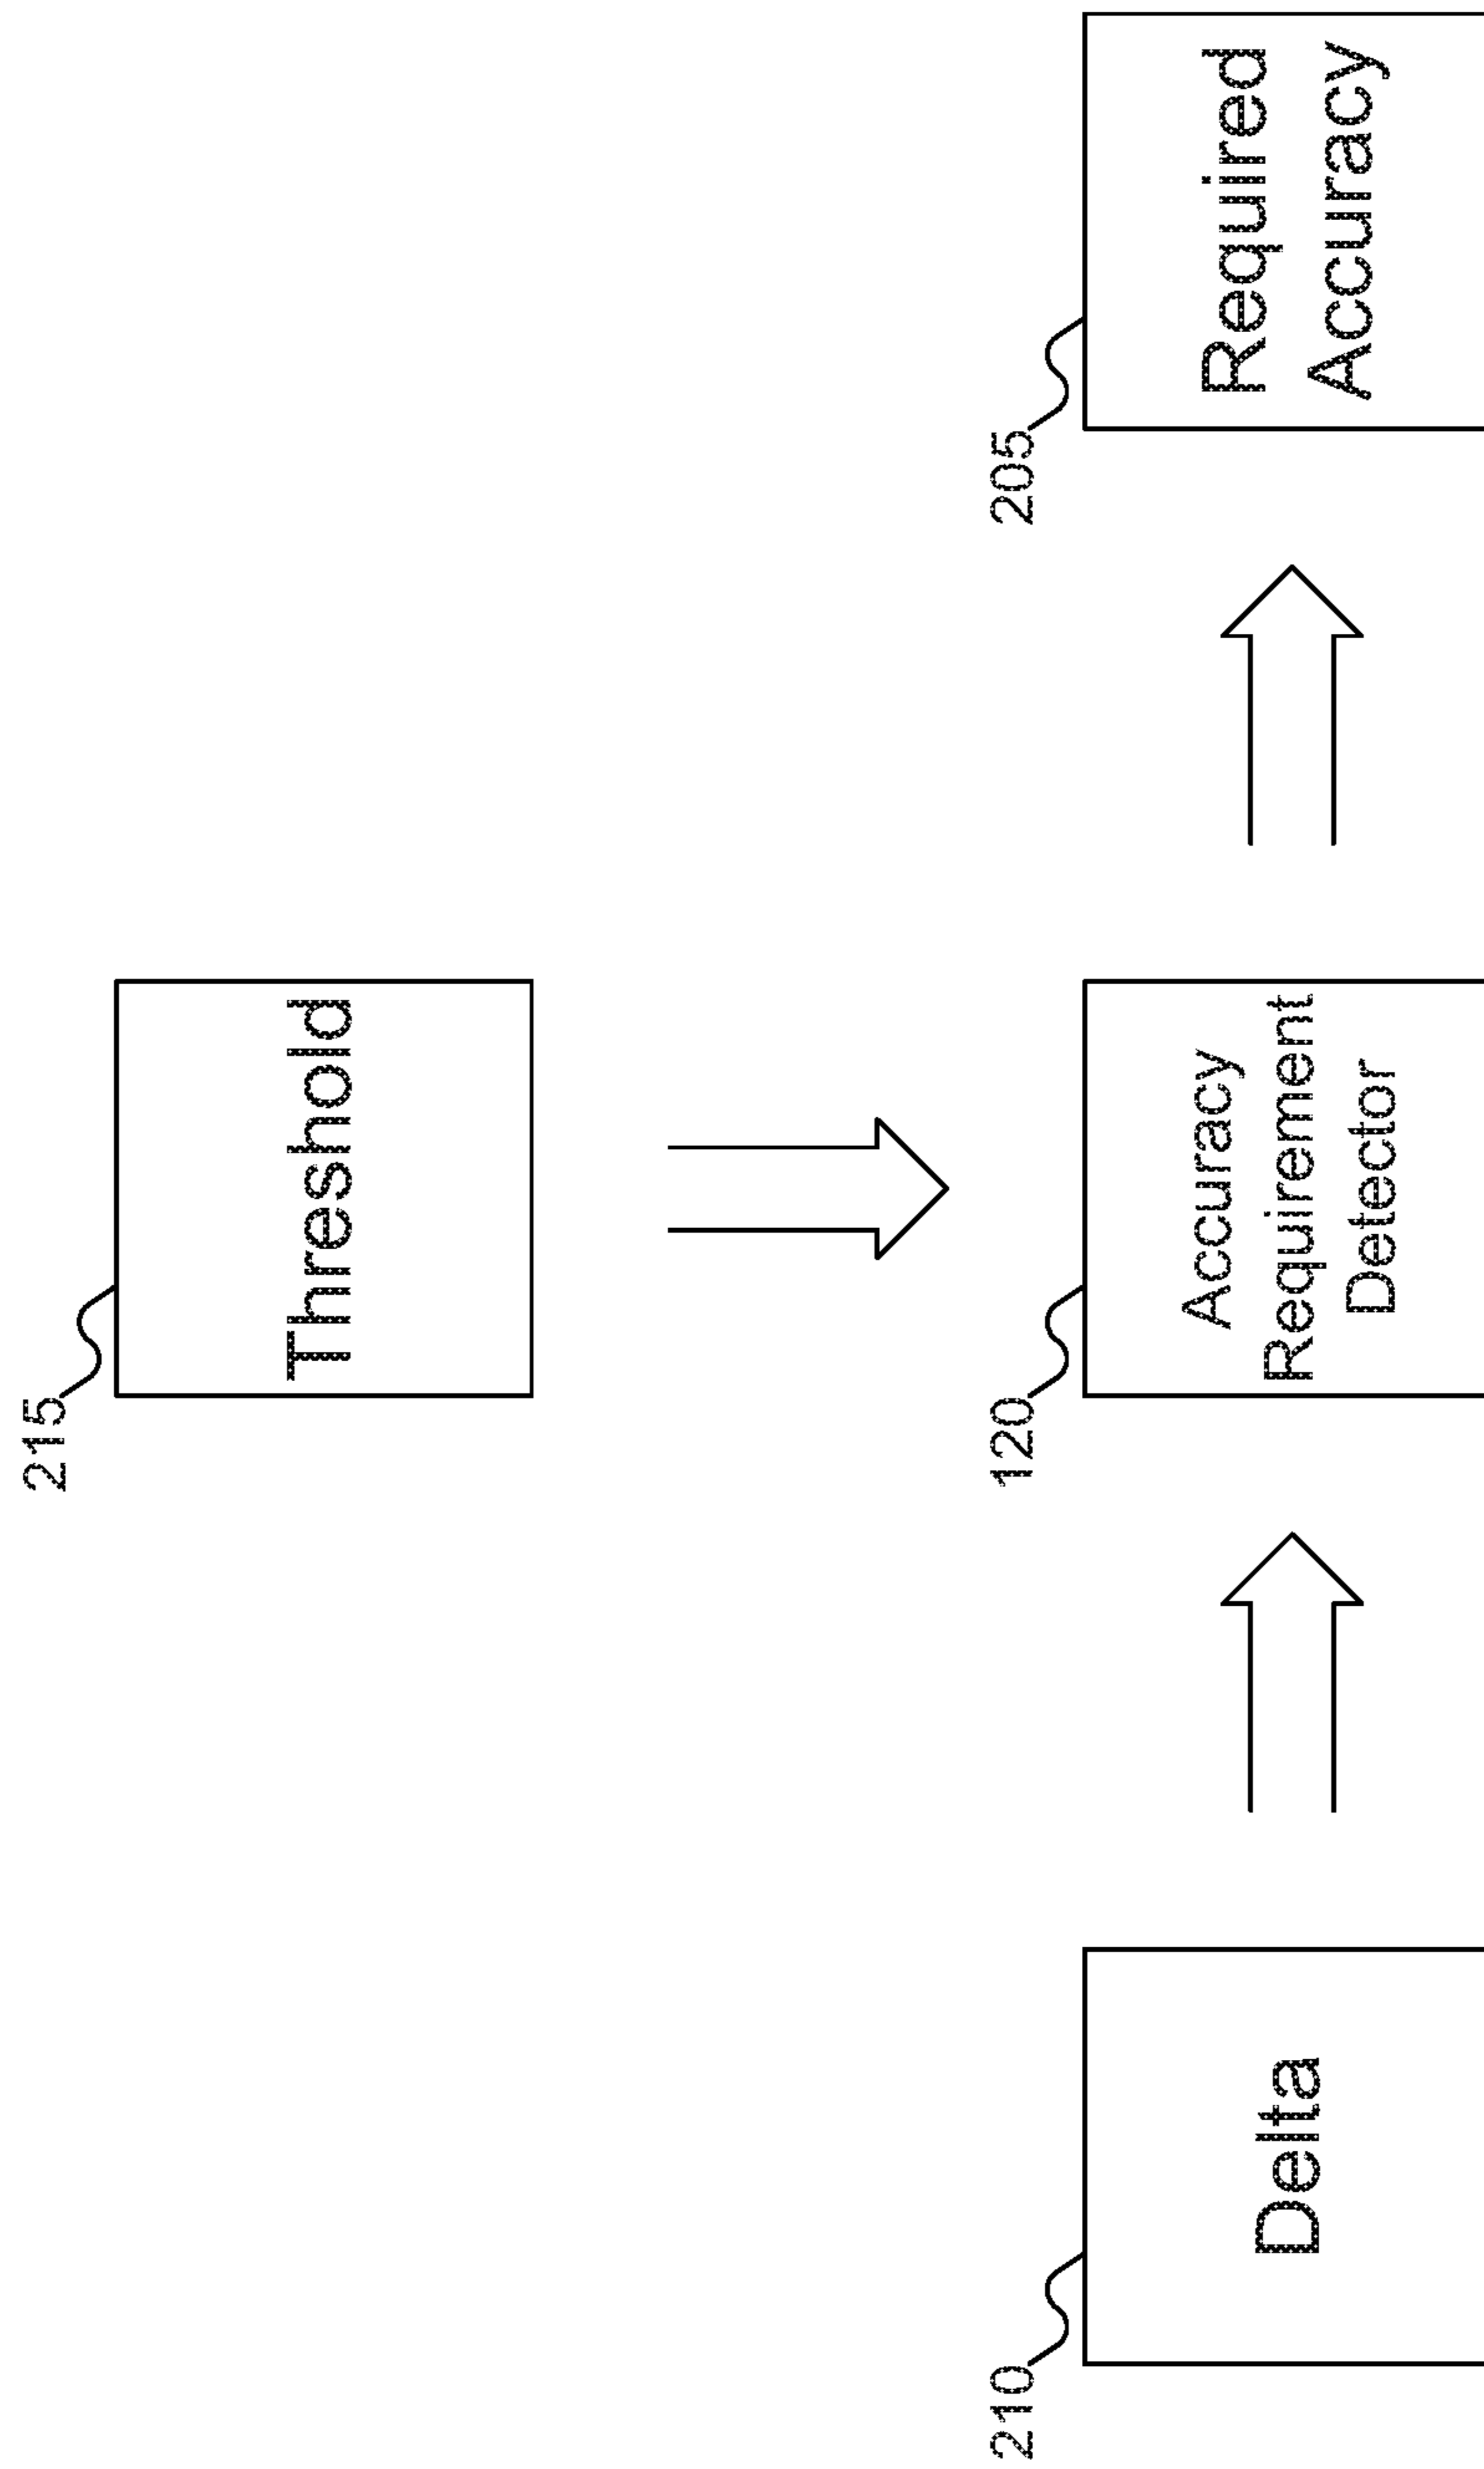 215
Threshold
210
Delta
120
Accuracy
Requirement
Detector
205
Required
Accuracy